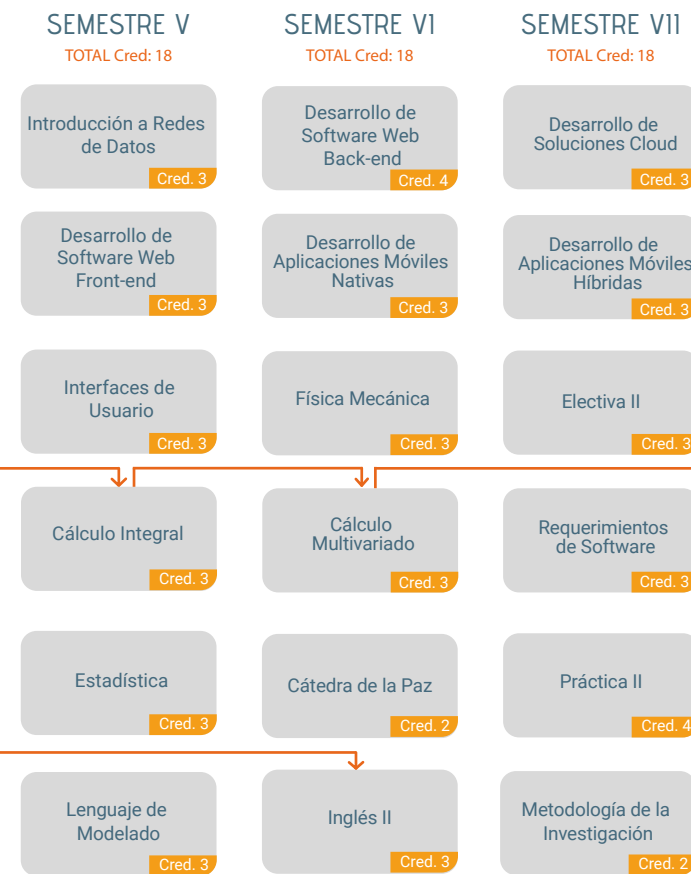 SEMESTRE V
TOTAL Cred: 18
Introducción a Redes
de Datos
Cred. 3
Desarrollo de
Software Web
Front-end
Cred. 3
Interfaces de
Usuario
Cred. 3
Cálculo Integral
Cred. 3
Estadística
Cred. 3
Lenguaje de
Modelado
Cred. 3
SEMESTRE VI
TOTAL Cred: 18
Desarrollo de
Software Web
Back-end
Cred. 4
Desarrollo de
Aplicaciones Móviles
Nativas
Cred. 3
Física Mecánica
Cred. 3
Cálculo
Multivariado
Cred. 3
Cátedra de la Paz
Cred. 2
Inglés II
Cred. 3
SEMESTRE VII
TOTAL Cred: 18
Desarrollo de
Soluciones Cloud
Cred. 3
Desarrollo de
Aplicaciones Móviles
Híbridas
Cred. 3
Electiva II
Cred. 3
Requerimientos
de Software
Cred. 3
Práctica II
Cred. 4
Metodología de la
Investigación
Cred. 2